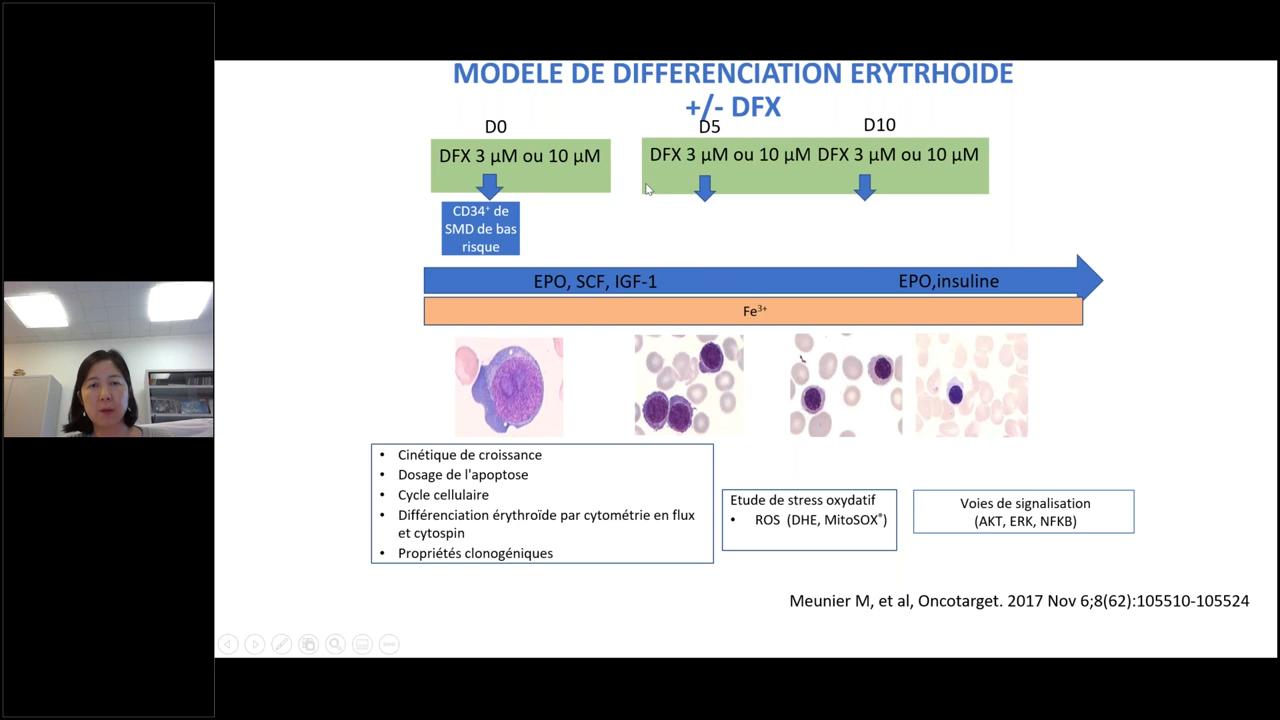 MODELE DE DIFFERENCIATION ERYTRHOIDE
+/- DFX
D0
D5
D10
DFX 3 µM ou 10 µM
DFX 3 µM ou 10 µM
DFX 3 µM ou 10 µM
CD34⁺ de
SMD de bas
risque
EPO, SCF, IGF-1
EPO,insuline
Fe³⁺
• Cinétique de croissance
• Dosage de l'apoptose
• Cycle cellulaire
• Différenciation érythroïde par cytométrie en flux
et cytospin
• Propriétés clonogéniques
Etude de stress oxydatif
• ROS (DHE, MitoSOX®)
Voies de signalisation
(AKT, ERK, NFKB)
Meunier M, et al, Oncotarget. 2017 Nov 6;8(62):105510-105524